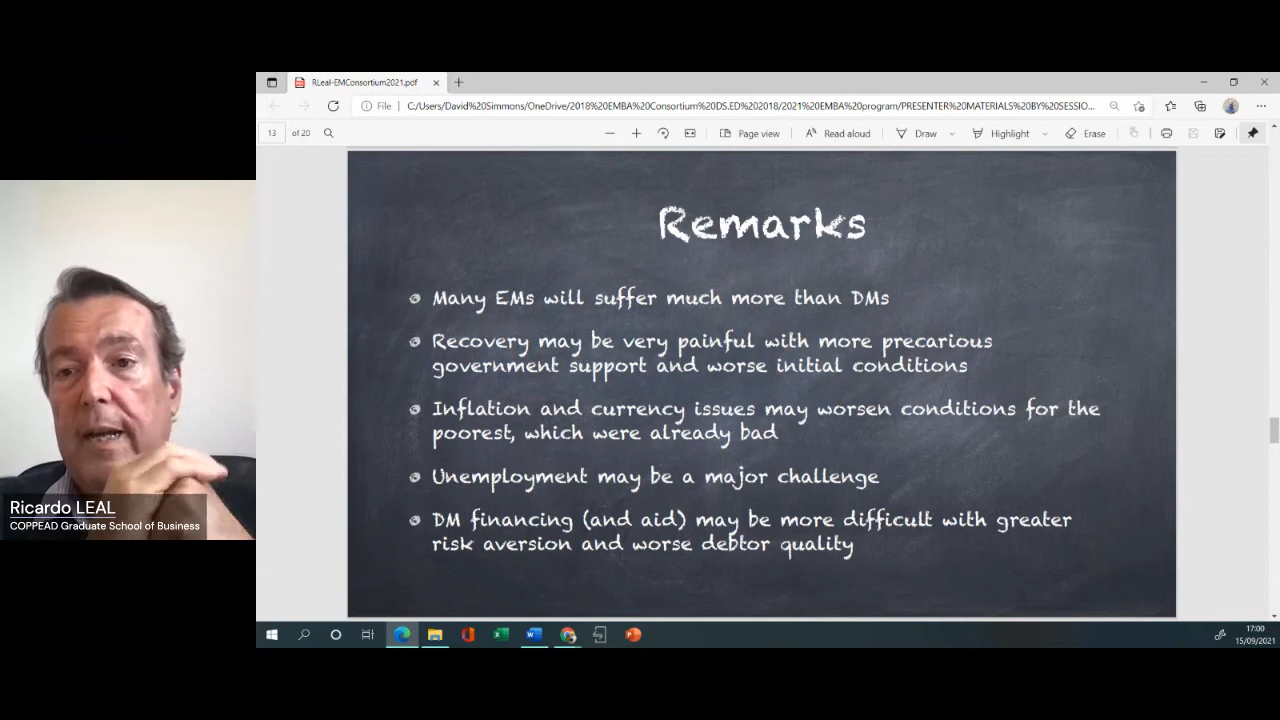 RLeal-EMConsortium2021.pdf
File
C:/Users/David%20Simmons/OneDrive/2018%20EMBA%20Consortium%20DS.ED%202018/2021%20EMBA%20program/PRESENTER%20MATERIALS%20BY%20SESSIO...
13 of 20
Page view
Read aloud
Draw
Highlight
Erase
Remarks
Many EMs will suffer much more than DMs
Recovery may be very painful with more precarious
government support and worse initial conditions
Inflation and currency issues may worsen conditions for the
poorest, which were already bad
Unemployment may be a major challenge
DM financing (and aid) may be more difficult with greater
risk aversion and worse debtor quality
Ricardo LEAL
COPPEAD Graduate School of Business
17:00
15/09/2021